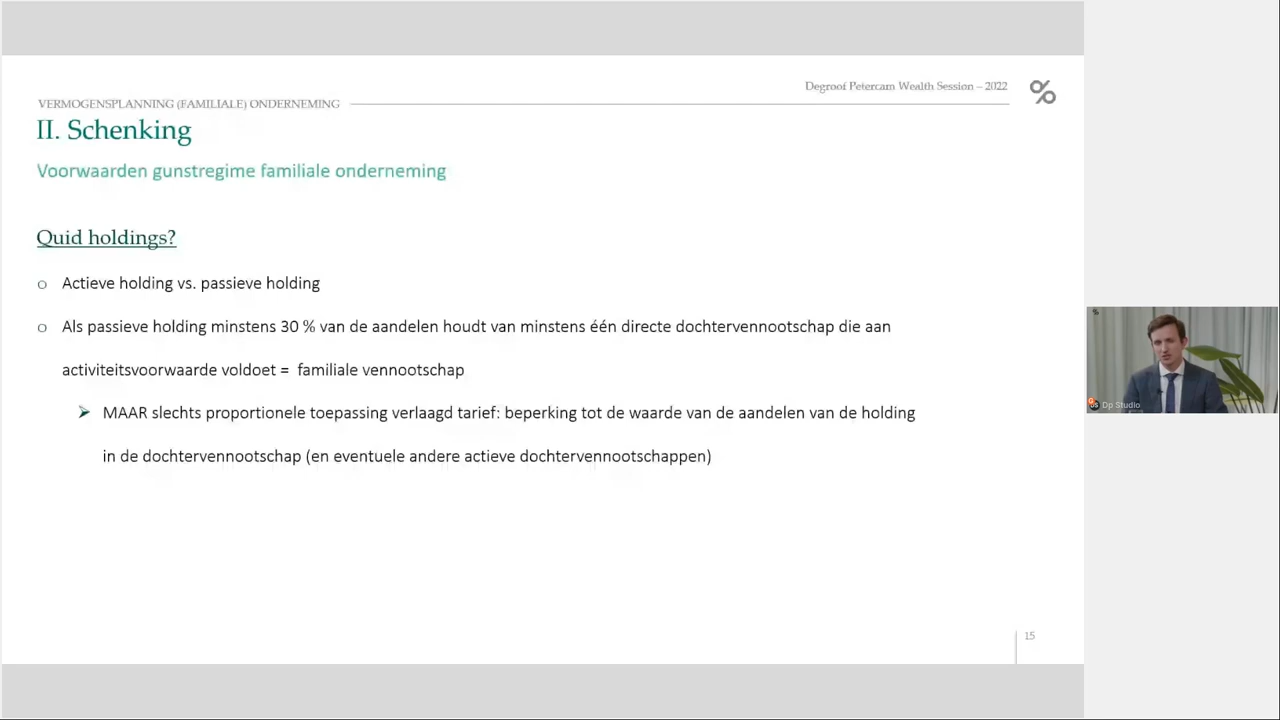 Degroof Petercam Wealth Session – 2022
VERMOGENSPLANNING (FAMILIALE) ONDERNEMING
II. Schenking
Voorwaarden gunstregime familiale onderneming
Quid holdings?
o Actieve holding vs. passieve holding
o Als passieve holding minstens 30 % van de aandelen houdt van minstens één directe dochtervennootschap die aan
activiteitsvoorwaarde voldoet = familiale vennootschap
➢ MAAR slechts proportionele toepassing verlaagd tarief: beperking tot de waarde van de aandelen van de holding
in de dochtervennootschap (en eventuele andere actieve dochtervennootschappen)
15
Dp Studio